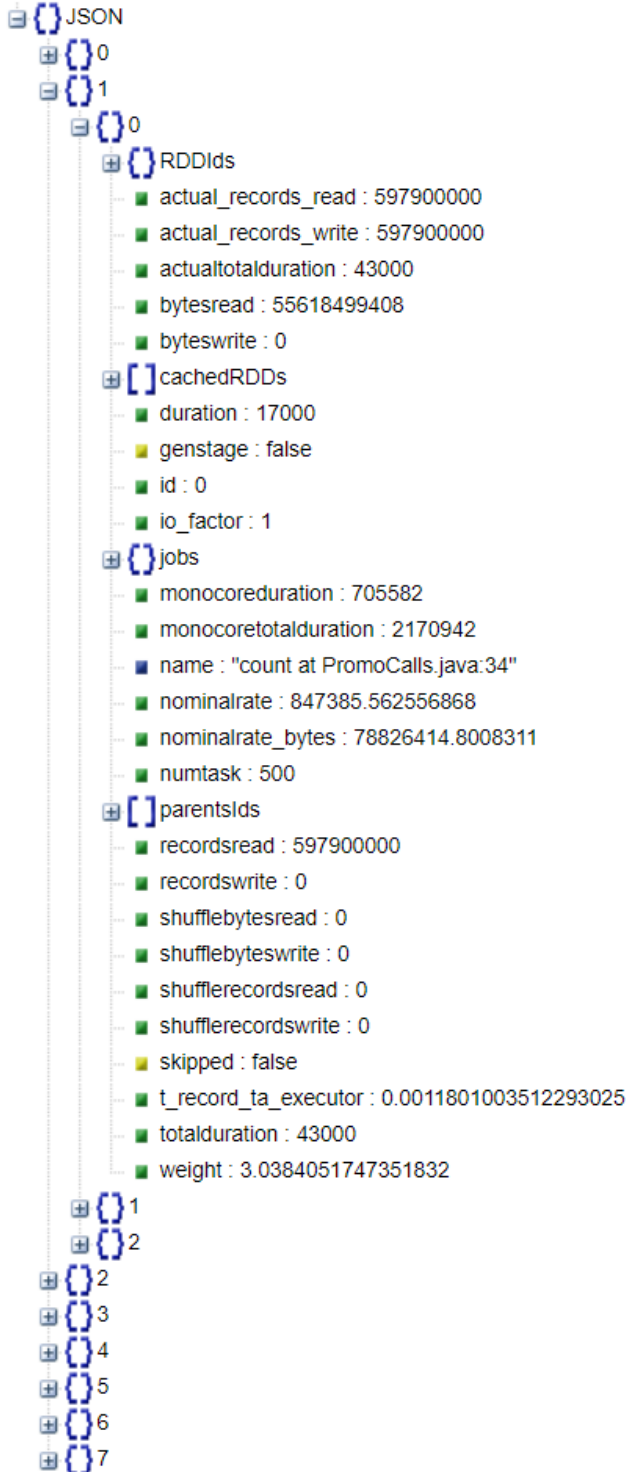 JSON
0
1
0
RDDIds
actual_records_read : 597900000
actual_records_write : 597900000
actualtotalduration : 43000
bytesread : 55618499408
byteswrite : 0
cachedRDDs
duration : 17000
genstage : false
id : 0
io_factor : 1
jobs
monocoreduration : 705582
monocoretotalduration : 2170942
name : "count at PromoCalls.java:34"
nominalrate : 847385.562556868
nominalrate_bytes : 78826414.8008311
numtask : 500
parentsIds
recordsread : 597900000
recordswrite : 0
shufflebytesread : 0
shufflebyteswrite : 0
shufflerecordsread : 0
shufflerecordswrite : 0
skipped : false
t_record_ta_executor : 0.0011801003512293025
totalduration : 43000
weight : 3.0384051747351832
1
2
2
3
4
5
6
7